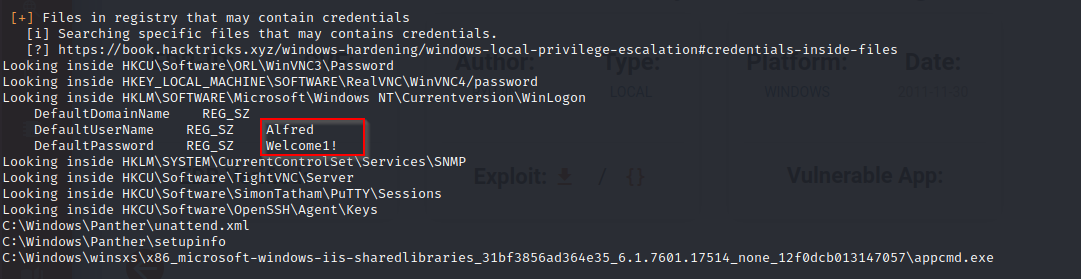 [+] Files in registry that may contain credentials
[i] Searching specific files that may contains credentials.
[?] https://book.hacktricks.xyz/windows-hardening/windows-local-privilege-escalation#credentials-inside-files
Looking inside HKCU\Software\ORL\WinVNC3\Password
Looking inside HKEY_LOCAL_MACHINE\SOFTWARE\RealVNC\WinVNC4/password
Looking inside HKLM\SOFTWARE\Microsoft\Windows NT\Currentversion\WinLogon
DefaultDomainName    REG_SZ
DefaultUserName    REG_SZ    Alfred
DefaultPassword    REG_SZ    Welcome1!
Looking inside HKLM\SYSTEM\CurrentControlSet\Services\SNMP
Looking inside HKCU\Software\TightVNC\Server
Looking inside HKCU\Software\SimonTatham\PuTTY\Sessions
Looking inside HKCU\Software\OpenSSH\Agent\Keys
C:\Windows\Panther\unattend.xml
C:\Windows\Panther\setupinfo
C:\Windows\winsxs\x86_microsoft-windows-iis-sharedlibraries_31bf3856ad364e35_6.1.7601.17514_none_12f0dcb013147057\appcmd.exe
Author: Type: Platform: Date:
LOCAL WINDOWS
Exploit: / {} Vulnerable App: